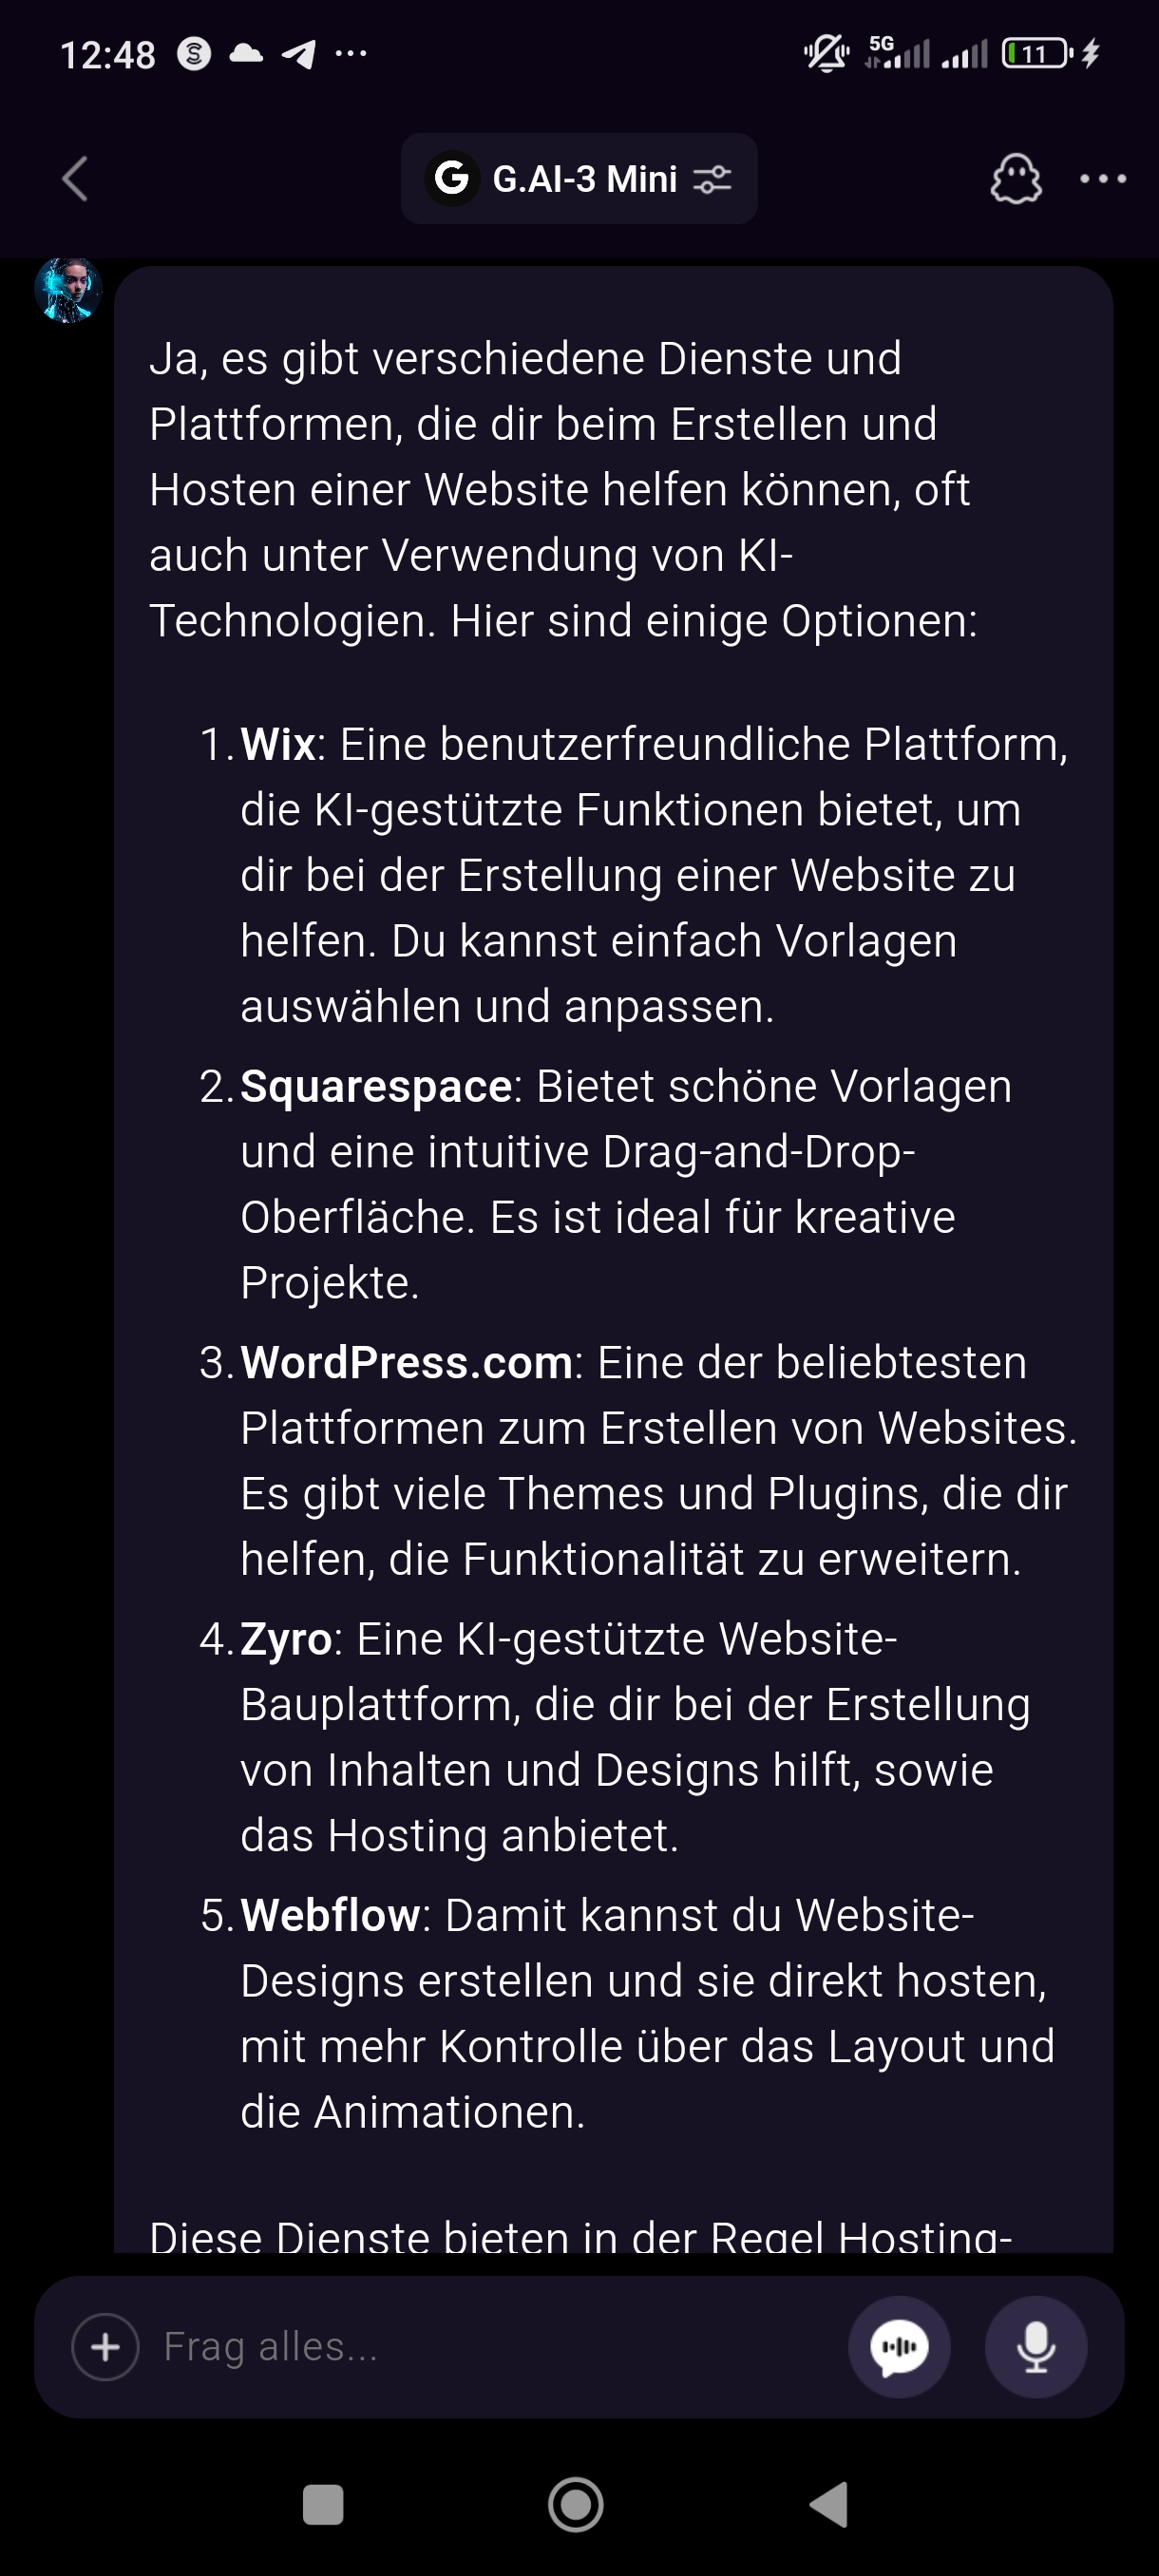 12:48
5G
11
G.AI-3 Mini
Ja, es gibt verschiedene Dienste und
Plattformen, die dir beim Erstellen und
Hosten einer Website helfen können, oft
auch unter Verwendung von KI-
Technologien. Hier sind einige Optionen:
1. Wix: Eine benutzerfreundliche Plattform,
die KI-gestützte Funktionen bietet, um
dir bei der Erstellung einer Website zu
helfen. Du kannst einfach Vorlagen
auswählen und anpassen.
2. Squarespace: Bietet schöne Vorlagen
und eine intuitive Drag-and-Drop-
Oberfläche. Es ist ideal für kreative
Projekte.
3. WordPress.com: Eine der beliebtesten
Plattformen zum Erstellen von Websites.
Es gibt viele Themes und Plugins, die dir
helfen, die Funktionalität zu erweitern.
4. Zyro: Eine KI-gestützte Website-
Bauplattform, die dir bei der Erstellung
von Inhalten und Designs hilft, sowie
das Hosting anbietet.
5. Webflow: Damit kannst du Website-
Designs erstellen und sie direkt hosten,
mit mehr Kontrolle über das Layout und
die Animationen.
Diese Dienste bieten in der Regel Hosting-
Frag alles...